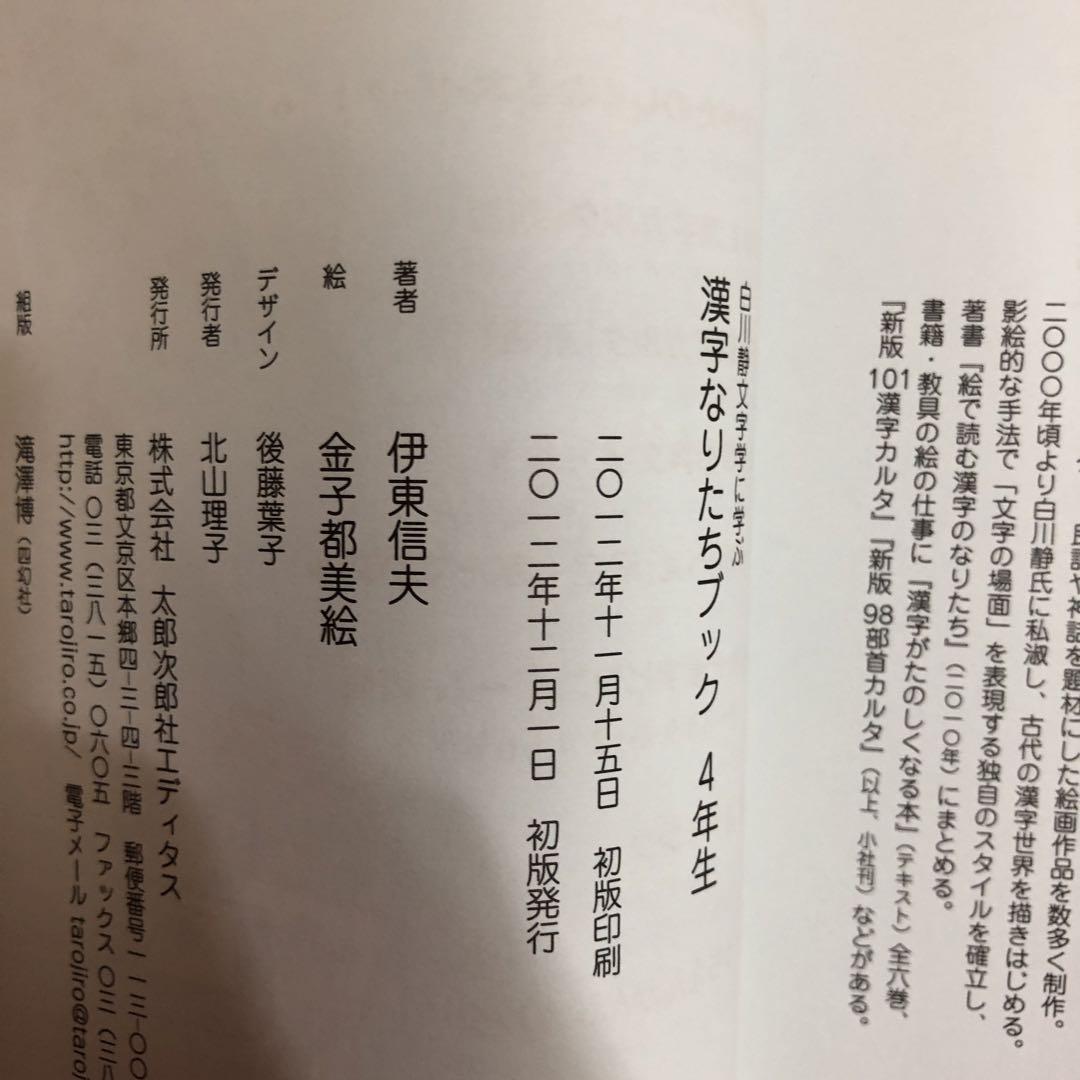 民話や神話を題材にした絵画作品を数多く制作。
二〇〇〇年頃より白川静氏に私淑し、古代の漢字世界を描きはじめる。
影絵的な手法で「文字の場面」を表現する独自のスタイルを確立し、
著書『絵で読む漢字のなりたち』（二〇一〇年）にまとめる。
書籍・教具の絵の仕事に『漢字がたのしくなる本』（テキスト）全六巻、
『新版 101漢字カルタ』『新版 98部首カルタ』（以上、小社刊）などがある。
白川静文字学に学ぶ
漢字なりたちブック 4年生
二〇一二年十一月十五日 初版印刷
二〇一二年十二月一日 初版発行
著者 伊東信夫
絵 金子都美絵
デザイン 後藤葉子
発行者 北山理子
発行所 株式会社 太郎次郎社エディタス
東京都文京区本郷四-三-四-三階 郵便番号一一三-〇〇
電話 〇三（三八一五）〇六〇五 ファックス 〇三（三八
http://www.tarojiro.co.jp/ 電子メール tarojiro@taroj
組版 滝澤博（四幻社）